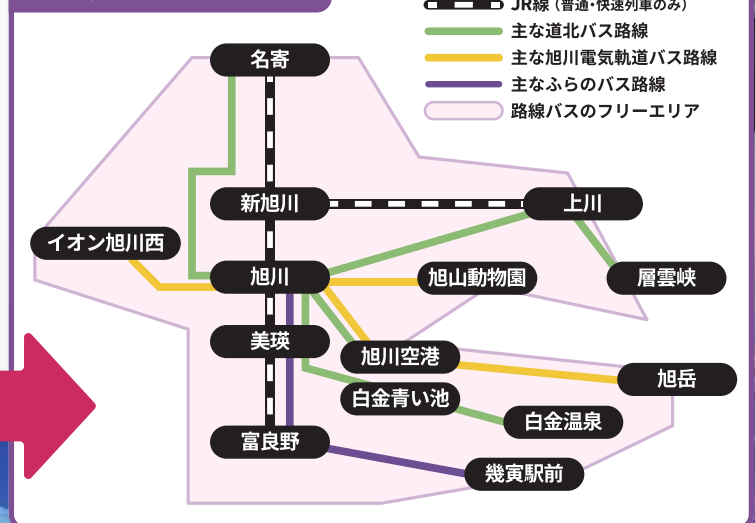 JR線（普通・快速列車のみ）
主な道北バス路線
主な旭川電気軌道バス路線
主なふらのバス路線
路線バスのフリーエリア
名寄
新旭川
上川
イオン旭川西
旭川
旭山動物園
層雲峡
美瑛
旭川空港
旭岳
白金青い池
白金温泉
富良野
幾寅駅前